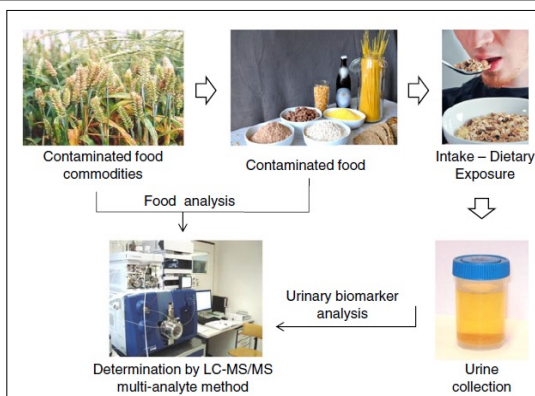 Contaminated food
commodities
Contaminated food
Intake – Dietary
Exposure
Food analysis
Urinary biomarker
analysis
Determination by LC-MS/MS
multi-analyte method
Urine
collection